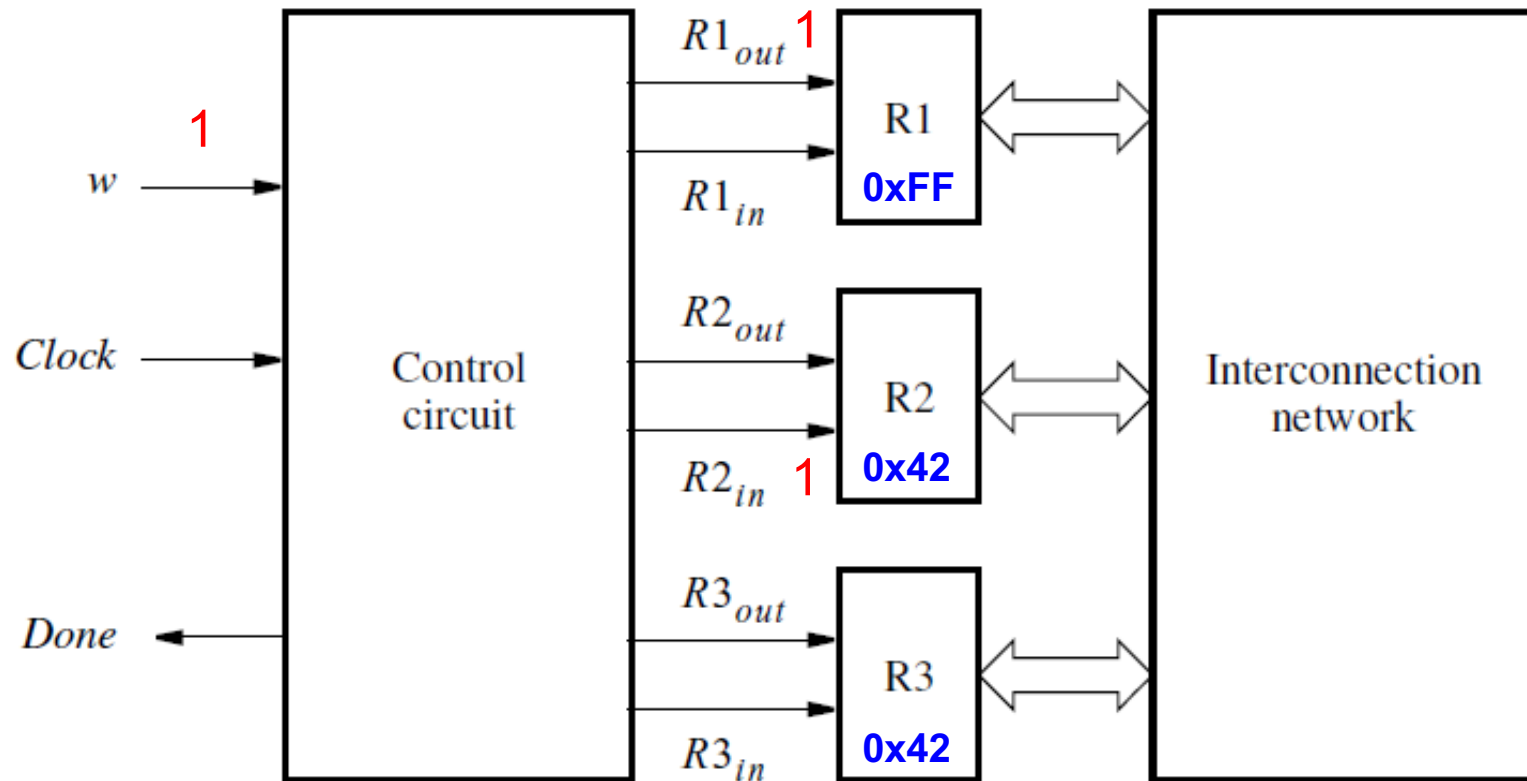 R1out 1
R1
1
w
R1in
0xFF
R2out
Clock
Control
circuit
R2
Interconnection
network
R2in 1
0x42
R3out
Done
R3
R3in
0x42